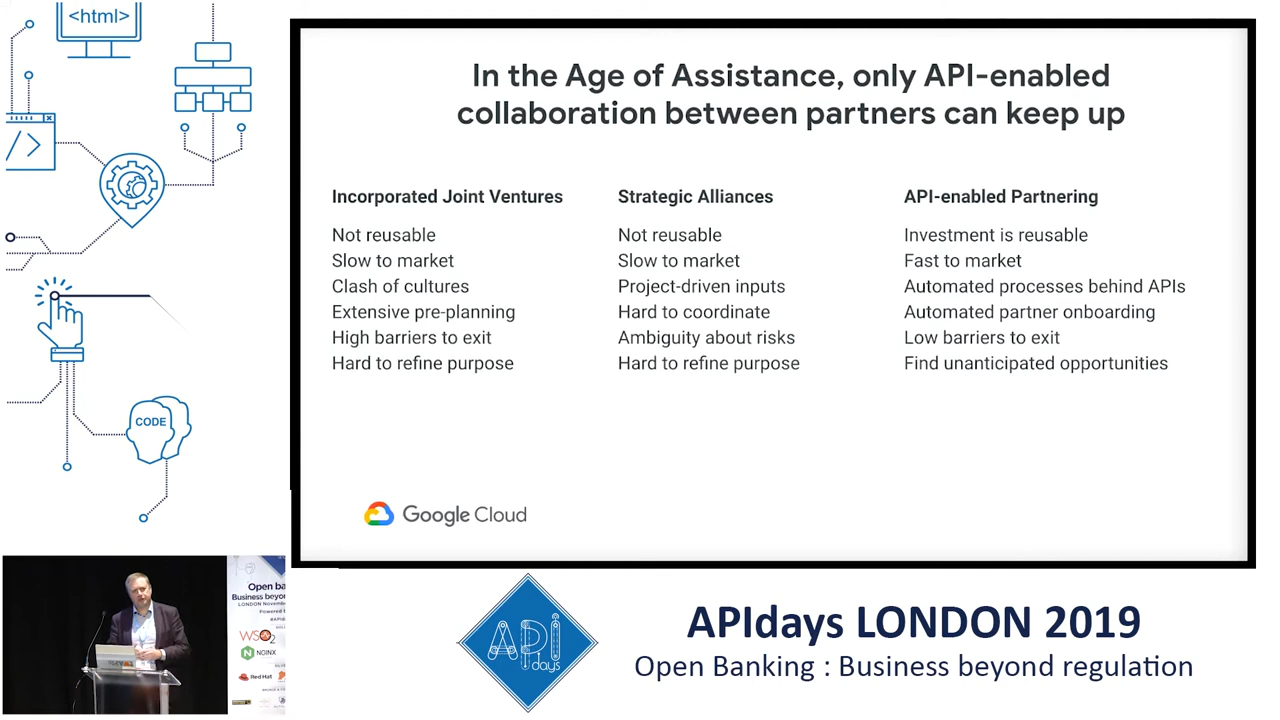 <html>
</>
CODE
In the Age of Assistance, only API-enabled
collaboration between partners can keep up
Incorporated Joint Ventures
Not reusable
Slow to market
Clash of cultures
Extensive pre-planning
High barriers to exit
Hard to refine purpose
Strategic Alliances
Not reusable
Slow to market
Project-driven inputs
Hard to coordinate
Ambiguity about risks
Hard to refine purpose
API-enabled Partnering
Investment is reusable
Fast to market
Automated processes behind APIs
Automated partner onboarding
Low barriers to exit
Find unanticipated opportunities
Google Cloud
Open
Business
LONDON
Powered
WSO2
NGINX
Red Hat
API
days
APIdays LONDON 2019
Open Banking : Business beyond regulation